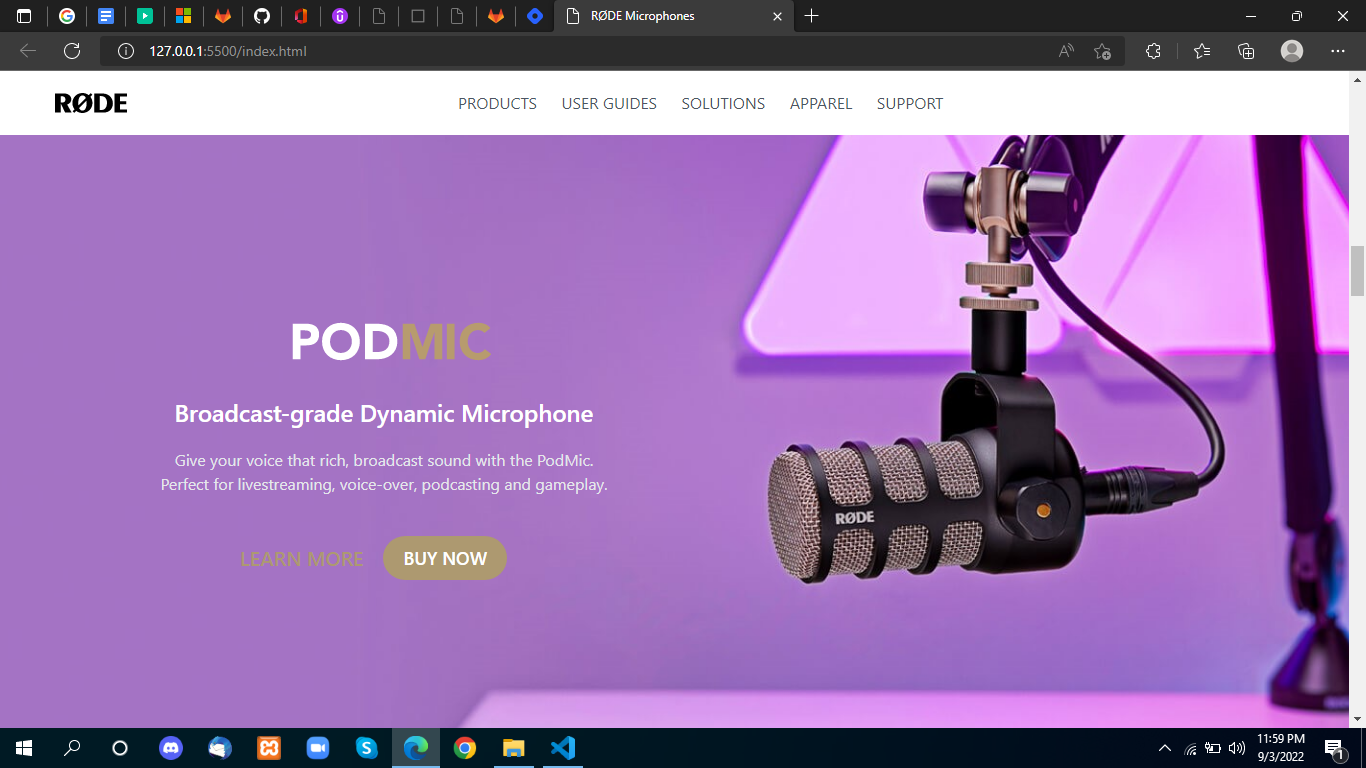 RØDE Microphones
127.0.0.1:5500/index.html
RØDE
PRODUCTS USER GUIDES SOLUTIONS APPAREL SUPPORT
PODMIC
Broadcast-grade Dynamic Microphone
Give your voice that rich, broadcast sound with the PodMic.
Perfect for livestreaming, voice-over, podcasting and gameplay.
LEARN MORE BUY NOW
RØDE
11:59 PM
9/3/2022
1